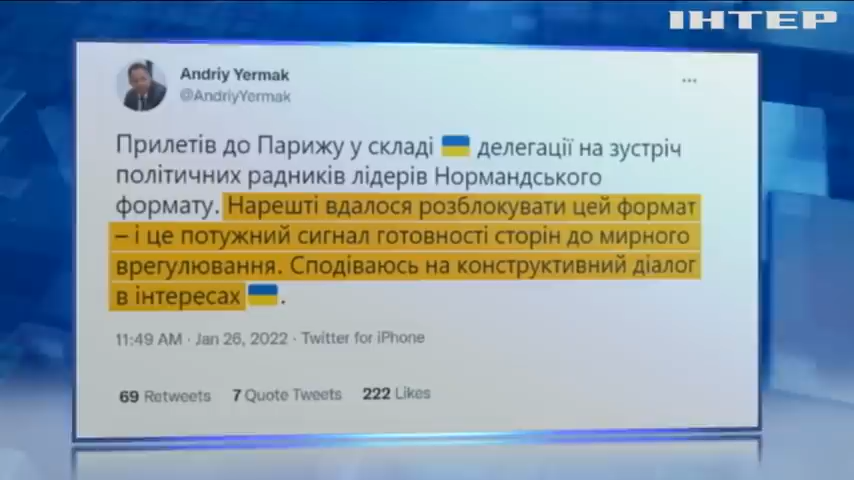 ІНТЕР
Andriy Yermak
@AndriyYermak
Прилетів до Парижу у складі 🇺🇦 делегації на зустріч
політичних радників лідерів Нормандського
формату. Нарешті вдалося розблокувати цей формат
– і це потужний сигнал готовності сторін до мирного
врегулювання. Сподіваюсь на конструктивний діалог
в інтересах 🇺🇦.
11:49 AM · Jan 26, 2022 · Twitter for iPhone
69 Retweets 7 Quote Tweets 222 Likes